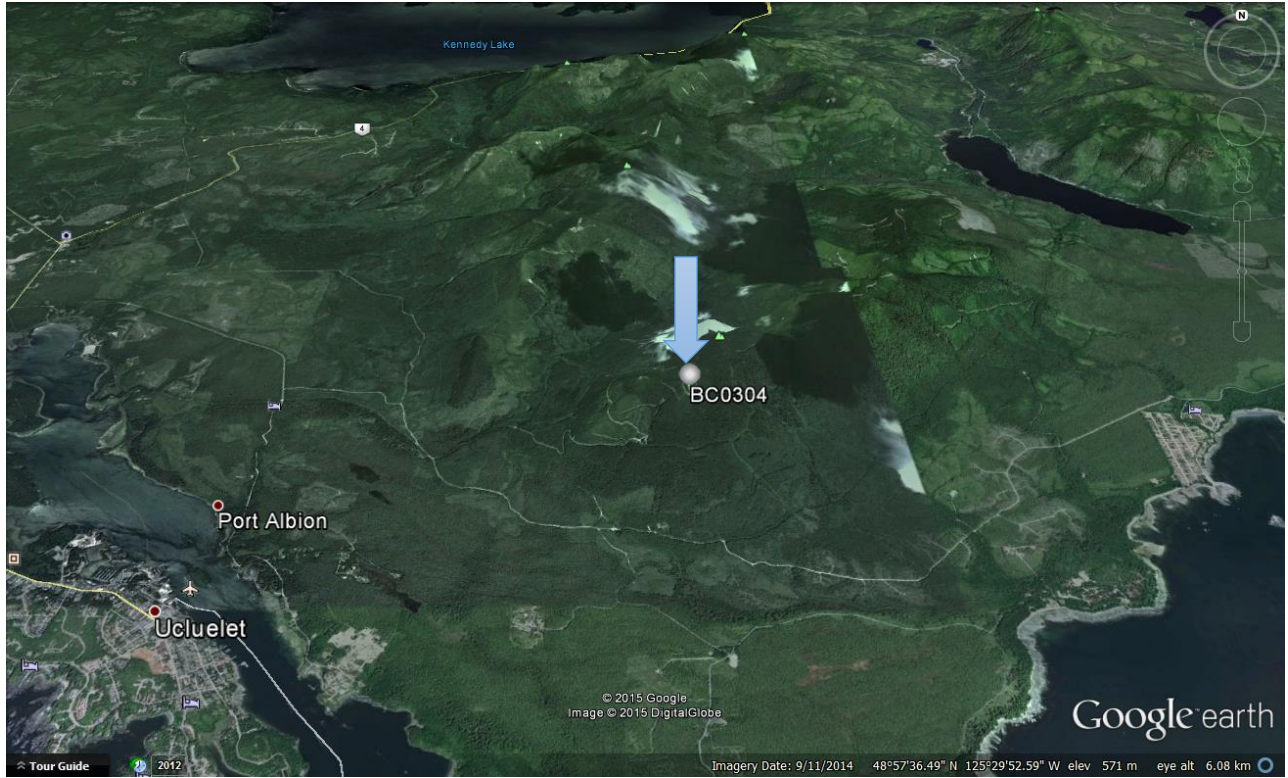 Kennedy Lake
N
4
BC0304
Port Albion
Ucluelet
© 2015 Google
Image © 2015 DigitalGlobe
Google earth
Tour Guide
2012
Imagery Date: 9/11/2014 48°57'36.49" N 125°29'52.59" W elev 571 m eye alt 6.08 km